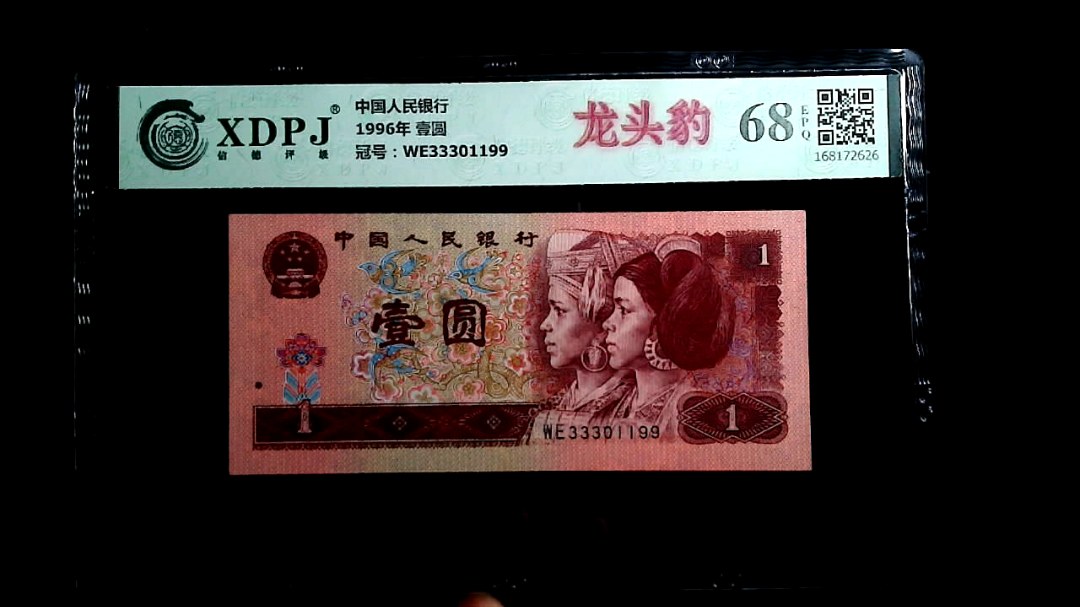 XDPJ®
信德评级
中国人民银行
1996年 壹圆
冠号：WE33301199
龙头豹
68
EPQ
168172626
中国人民银行
1
壹圆
1
1
WE33301199